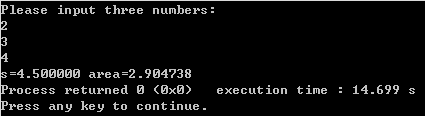 Please input three numbers:
2
3
4
s=4.500000 area=2.904738
Process returned 0 (0x0)   execution time : 14.699 s
Press any key to continue.